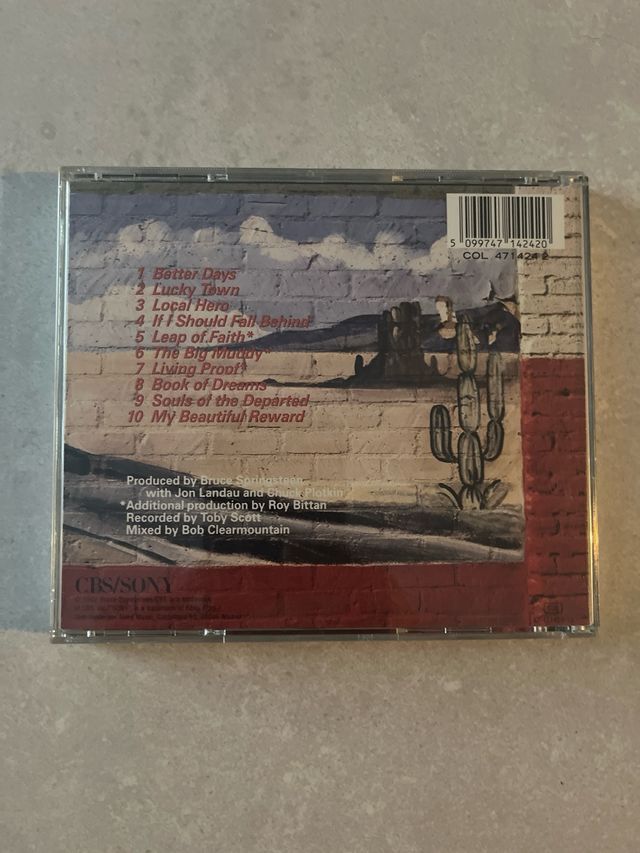 5 099747 142420
COL 471424 2
1 Better Days
2 Lucky Town
3 Local Hero
4 If I Should Fall Behind
5 Leap of Faith*
6 The Big Muddy*
7 Living Proof*
8 Book of Dreams
9 Souls of the Departed
10 My Beautiful Reward
Produced by Bruce Springsteen
with Jon Landau and Chuck Plotkin
*Additional production by Roy Bittan
Recorded by Toby Scott
Mixed by Bob Clearmountain
CBS/SONY